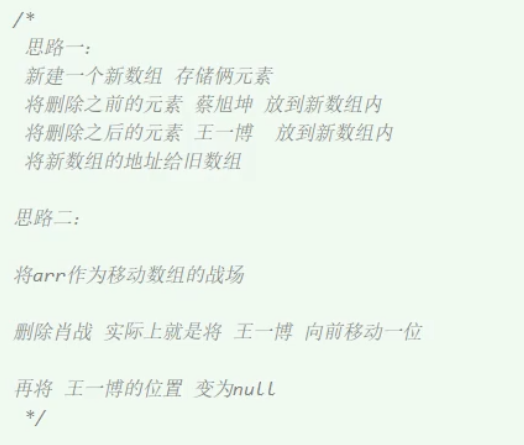 /*
思路一：
新建一个新数组 存储俩元素
将删除之前的元素 蔡旭坤 放到新数组内
将删除之后的元素 王一博  放到新数组内
将新数组的地址给旧数组
思路二：
将arr作为移动数组的战场
删除肖战 实际上就是将 王一博 向前移动一位
再将 王一博的位置 变为null
*/